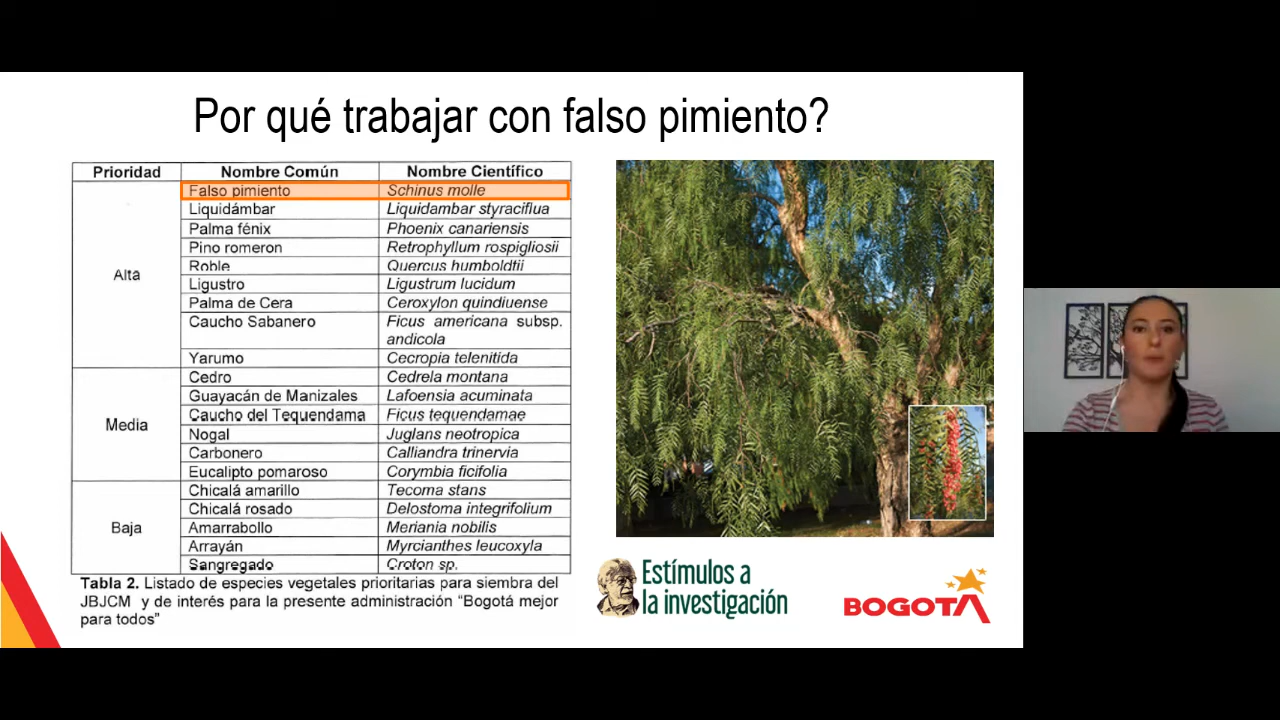 Por qué trabajar con falso pimiento?
Prioridad Nombre Común Nombre Científico
Alta
Falso pimiento Schinus molle
Liquidámbar Liquidambar styraciflua
Palma fénix Phoenix canariensis
Pino romeron Retrophyllum rospigliosii
Roble Quercus humboldtii
Ligustro Ligustrum lucidum
Palma de Cera Ceroxylon quindiuense
Caucho Sabanero Ficus americana subsp.
andicola
Yarumo Cecropia telenitida
Media
Cedro Cedrela montana
Guayacán de Manizales Lafoensia acuminata
Caucho del Tequendama Ficus tequendamae
Nogal Juglans neotropica
Carbonero Calliandra trinervia
Eucalipto pomaroso Corymbia ficifolia
Baja
Chicalá amarillo Tecoma stans
Chicalá rosado Delostoma integrifolium
Amarrabollo Meriania nobilis
Arrayán Myrcianthes leucoxyla
Sangregado Croton sp.
Tabla 2. Listado de especies vegetales prioritarias para siembra del
JBJCM y de interés para la presente administración “Bogotá mejor
para todos”
Estímulos a
la investigación
BOGOTA